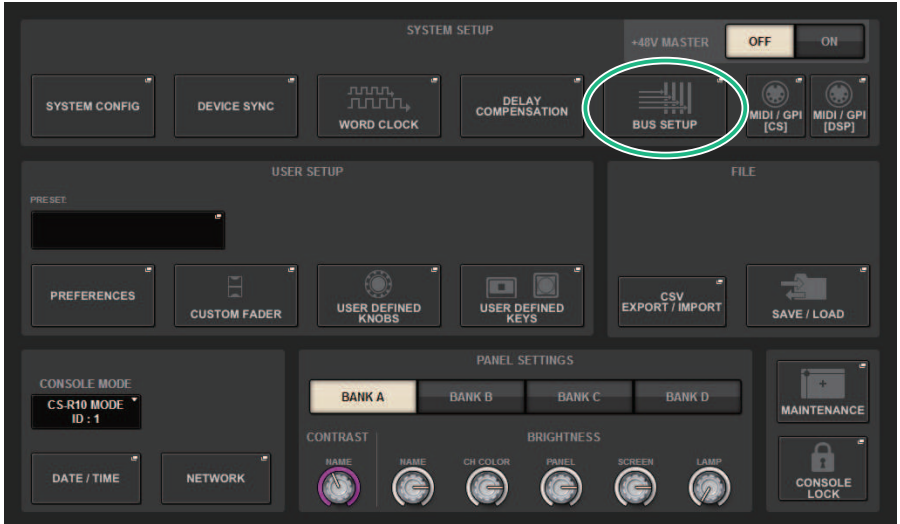 SYSTEM SETUP
+48V MASTER
OFF
ON
SYSTEM CONFIG
DEVICE SYNC
WORD CLOCK
DELAY
COMPENSATION
BUS SETUP
MIDI / GPI
[CS]
MIDI / GPI
[DSP]
USER SETUP
PRESET:
PREFERENCES
CUSTOM FADER
USER DEFINED
KNOBS
USER DEFINED
KEYS
FILE
CSV
EXPORT / IMPORT
SAVE / LOAD
CONSOLE MODE
CS-R10 MODE
ID : 1
DATE / TIME
NETWORK
PANEL SETTINGS
BANK A
BANK B
BANK C
BANK D
CONTRAST
BRIGHTNESS
NAME
NAME
CH COLOR
PANEL
SCREEN
LAMP
MAINTENANCE
CONSOLE
LOCK